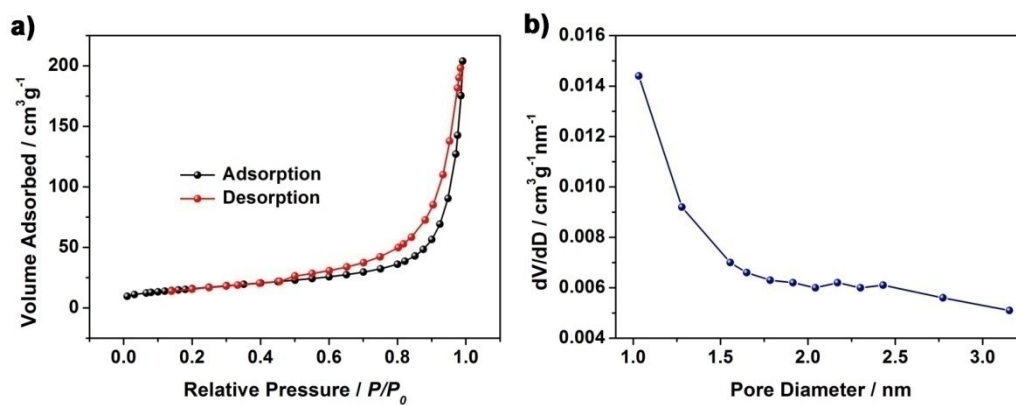 a)
200
150
100
50
0
Volume Adsorbed / cm³g⁻¹
Adsorption
Desorption
0.0 0.2 0.4 0.6 0.8 1.0
Relative Pressure / P/P₀
b)
0.016
0.014
0.012
0.010
0.008
0.006
0.004
dV/dD / cm³g⁻¹nm⁻¹
1.0 1.5 2.0 2.5 3.0
Pore Diameter / nm